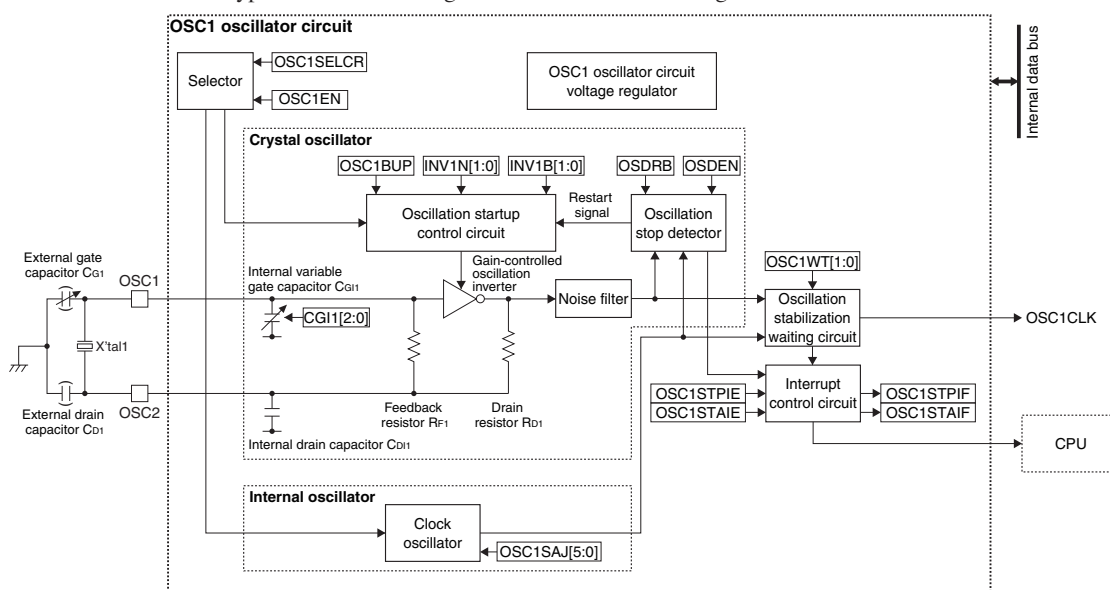 OSC1 oscillator circuit
Selector
OSC1SELCR
OSC1EN
OSC1 oscillator circuit
voltage regulator
Internal data bus
Crystal oscillator
OSC1BUP
INV1N[1:0]
INV1B[1:0]
OSDRB
OSDEN
Oscillation startup
control circuit
Restart
signal
Oscillation
stop detector
External gate
capacitor CG1
OSC1
Internal variable
gate capacitor CGI1
Gain-controlled
oscillation
inverter
CGI1[2:0]
Noise filter
OSC1WT[1:0]
Oscillation
stabilization
waiting circuit
OSC1CLK
X'tal1
External drain
capacitor CD1
OSC2
Feedback
resistor RF1
Drain
resistor RD1
Internal drain capacitor CDI1
OSC1STPIE
OSC1STAIE
Interrupt
control circuit
OSC1STPIF
OSC1STAIF
CPU
Internal oscillator
Clock
oscillator
OSC1SAJ[5:0]